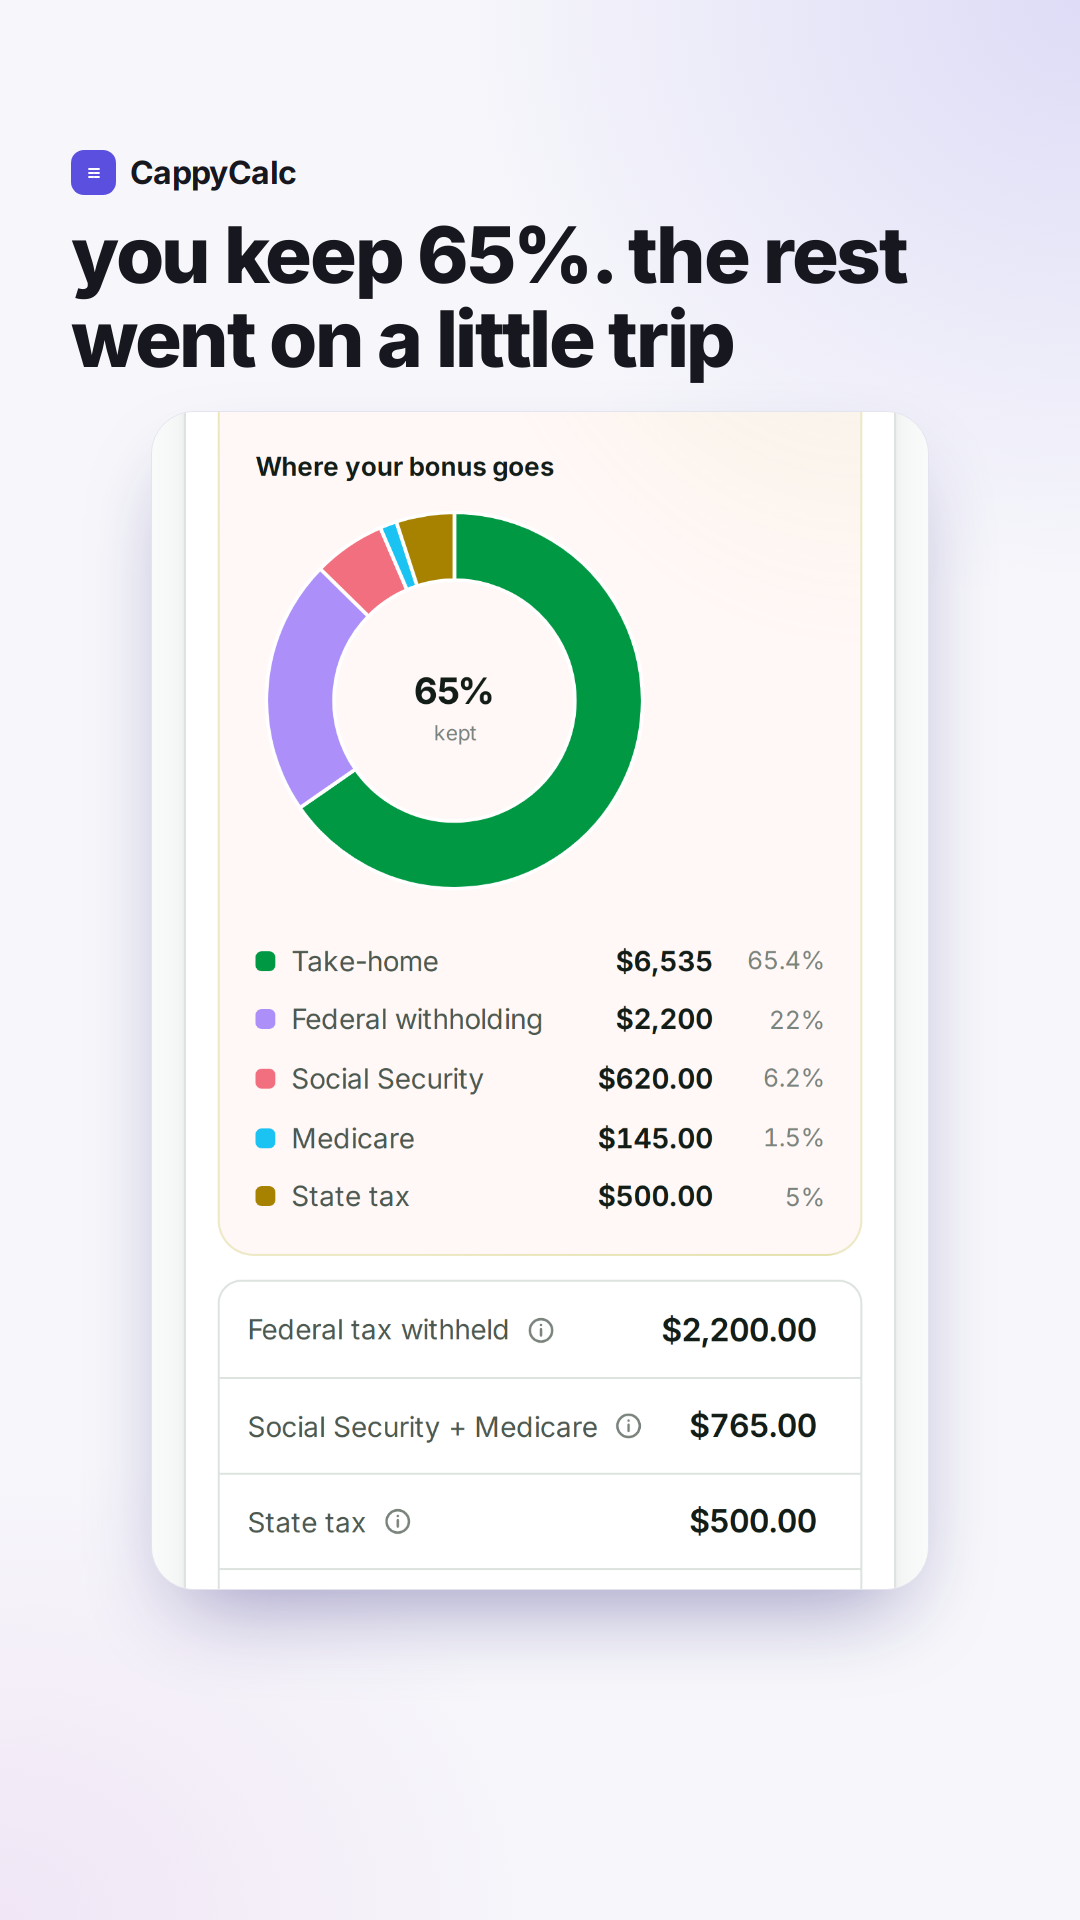 CappyCalc
you keep 65%. the rest
went on a little trip
Where your bonus goes
65%
kept
Take-home $6,535 65.4%
Federal withholding $2,200 22%
Social Security $620.00 6.2%
Medicare $145.00 1.5%
State tax $500.00 5%
Federal tax withheld $2,200.00
Social Security + Medicare $765.00
State tax $500.00